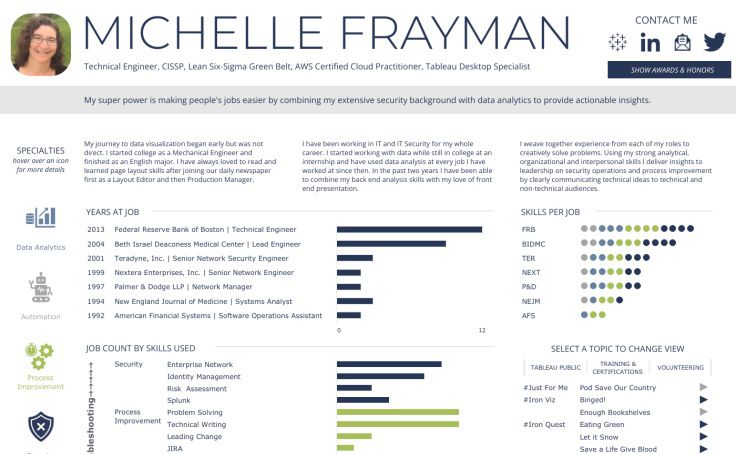 MICHELLE FRAYMAN
Technical Engineer, CISSP, Lean Six-Sigma Green Belt, AWS Certified Cloud Practitioner, Tableau Desktop Specialist
CONTACT ME
in
SHOW AWARDS & HONORS
My super power is making people's jobs easier by combining my extensive security background with data analytics to provide actionable insights.
SPECIALTIES
hover over an icon
for more details
Data Analytics
Automation
Process
Improvement
My journey to data visualization began early but was not
direct. I started college as a Mechanical Engineer and
finished as an English major. I have always loved to read and
learned page layout skills after joining our daily newspaper
first as a Layout Editor and then Production Manager.
I have been working in IT and IT Security for my whole
career. I started working with data while still in college at an
internship and have used data analysis at every job I have
worked at since then. In the past two years I have been able
to combine my back end analysis skills with my love of front
end presentation.
I weave together experience from each of my roles to
creatively solve problems. Using my strong analytical,
organizational and interpersonal skills I deliver insights to
leadership on security operations and process improvement
by clearly communicating technical ideas to technical and
non-technical audiences.
YEARS AT JOB
2013 Federal Reserve Bank of Boston | Technical Engineer
2004 Beth Israel Deaconess Medical Center | Lead Engineer
2001 Teradyne, Inc. | Senior Network Security Engineer
1999 Nextera Enterprises, Inc. | Senior Network Engineer
1997 Palmer & Dodge LLP | Network Manager
1994 New England Journal of Medicine | Systems Analyst
1992 American Financial Systems | Software Operations Assistant
0 12
SKILLS PER JOB
FRB
BIDMC
TER
NEXT
P&D
NEJM
AFS
JOB COUNT BY SKILLS USED
bleshooting
Security Enterprise Network
Identity Management
Risk Assessment
Splunk
Process Problem Solving
Improvement Technical Writing
Leading Change
JIRA
SELECT A TOPIC TO CHANGE VIEW
TABLEAU PUBLIC
TRAINING &
CERTIFICATIONS
VOLUNTEERING
#Just For Me Pod Save Our Country
#Iron Viz Binged!
Enough Bookshelves
#Iron Quest Eating Green
Let it Snow
Save a Life Give Blood